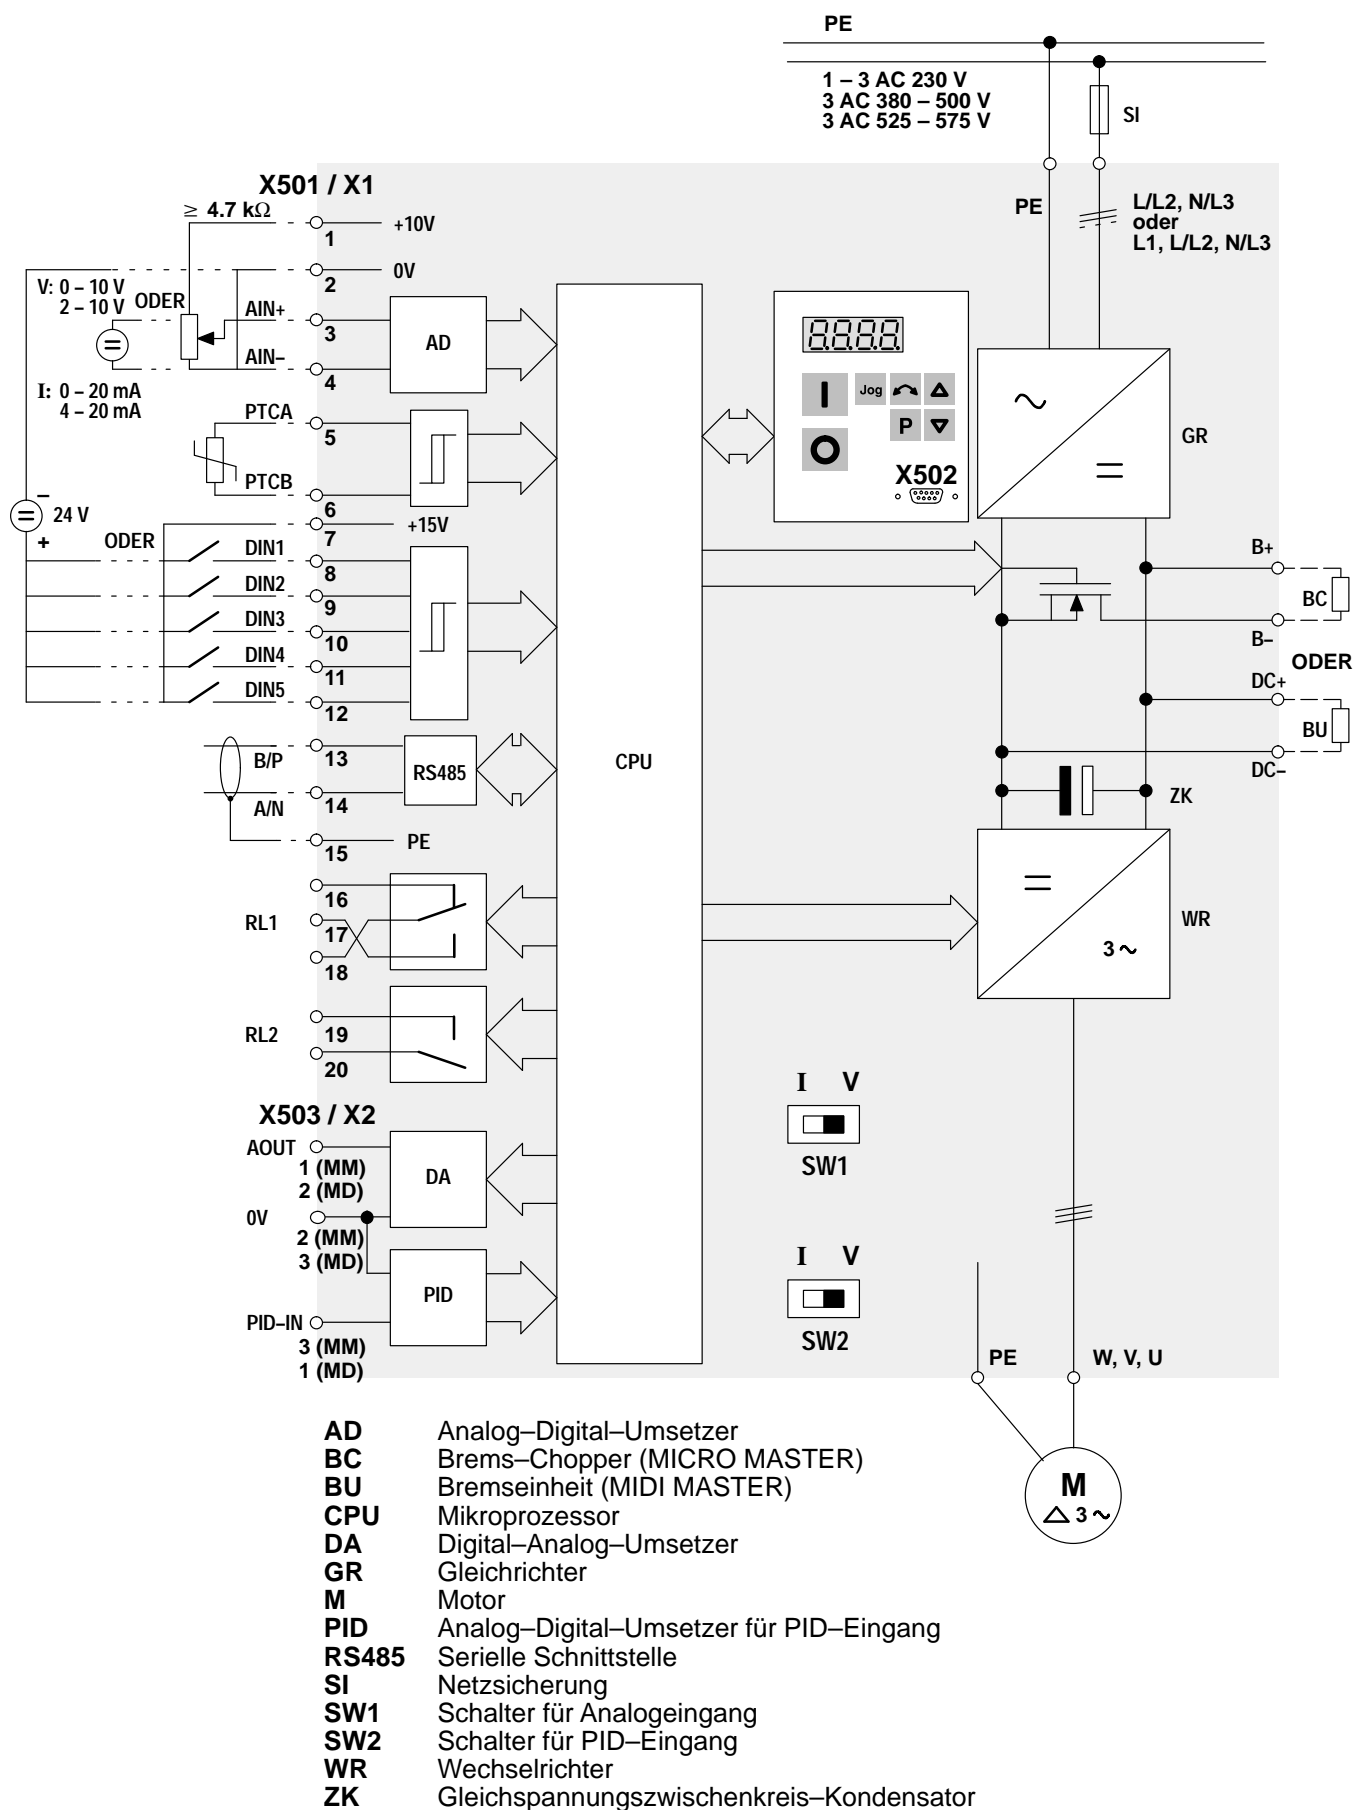 PE
1 – 3 AC 230 V
3 AC 380 – 500 V
3 AC 525 – 575 V
SI
X501 / X1
≥ 4.7 kΩ
1
+10V
PE
L/L2, N/L3
oder
L1, L/L2, N/L3
2
0V
V: 0 – 10 V
2 – 10 V
ODER
AIN+
3
AD
AIN–
4
I: 0 – 20 mA
4 – 20 mA
8.8.8.8.
Jog
P
X502
GR
PTCA
5
PTCB
6
– 
24 V
+
+15V
7
ODER
DIN1
8
DIN2
9
DIN3
10
DIN4
11
DIN5
12
B+
BC
B–
ODER
DC+
BU
DC–
ZK
B/P
13
RS485
A/N
14
CPU
15
PE
16
RL1
17
18
WR
3 ~
RL2
19
20
I V
SW1
X503 / X2
AOUT
1 (MM)
2 (MD)
DA
0V
2 (MM)
3 (MD)
I V
SW2
PID
PID–IN
3 (MM)
1 (MD)
PE
W, V, U
M
△ 3 ~
AD Analog–Digital–Umsetzer
BC Brems–Chopper (MICRO MASTER)
BU Bremseinheit (MIDI MASTER)
CPU Mikroprozessor
DA Digital–Analog–Umsetzer
GR Gleichrichter
M Motor
PID Analog–Digital–Umsetzer für PID–Eingang
RS485 Serielle Schnittstelle
SI Netzsicherung
SW1 Schalter für Analogeingang
SW2 Schalter für PID–Eingang
WR Wechselrichter
ZK Gleichspannungszwischenkreis–Kondensator